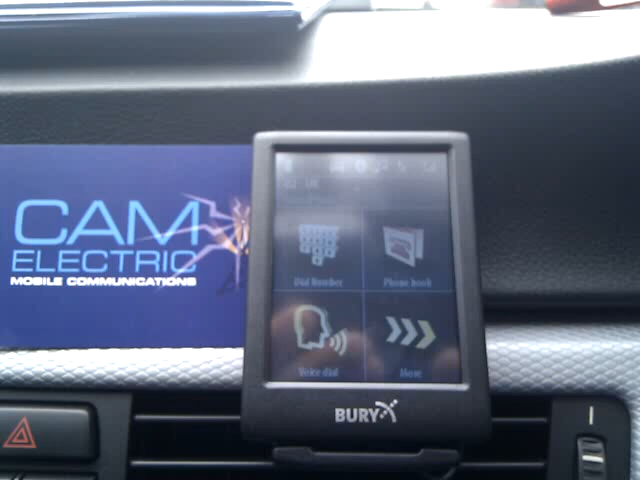 CAM
ELECTRIC
MOBILE COMMUNICATIONS
Dial Number
Phone book
Voice dial
More
BURY